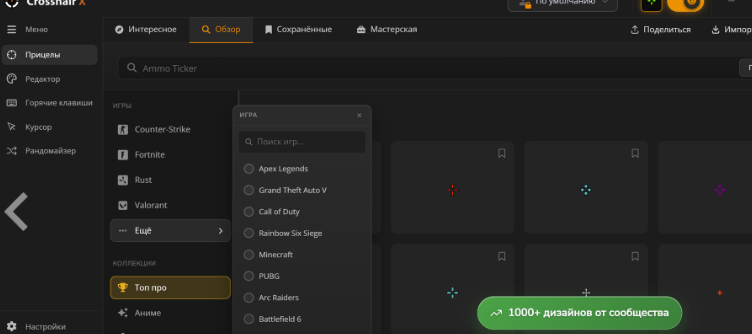 Crosshair X
По умолчанию
Меню
Интересное
Обзор
Сохранённые
Мастерская
Поделиться
Прицелы
Редактор
Горячие клавиши
Курсор
Рандомайзер
Настройки
Ammo Ticker
ИГРЫ
Counter-Strike
Fortnite
Rust
Valorant
Ещё
КОЛЛЕКЦИИ
Топ про
Аниме
ИГРА
Поиск игр...
Apex Legends
Grand Theft Auto V
Call of Duty
Rainbow Six Siege
Minecraft
PUBG
Arc Raiders
Battlefield 6
1000+ дизайнов от сообщества